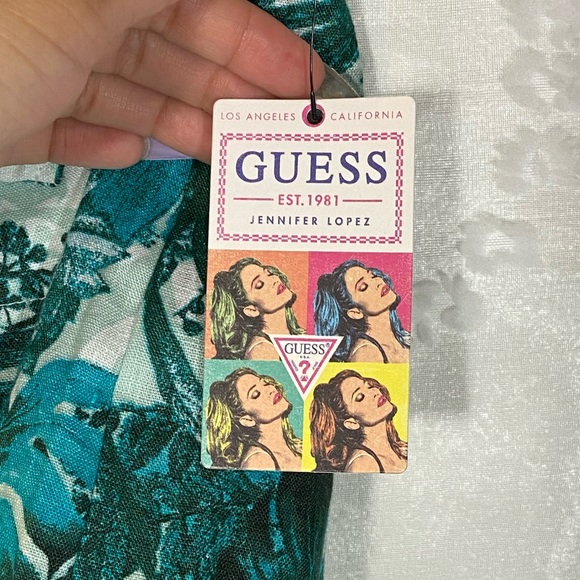 LOS ANGELES CALIFORNIA
GUESS
EST. 1981
JENNIFER LOPEZ
GUESS
?